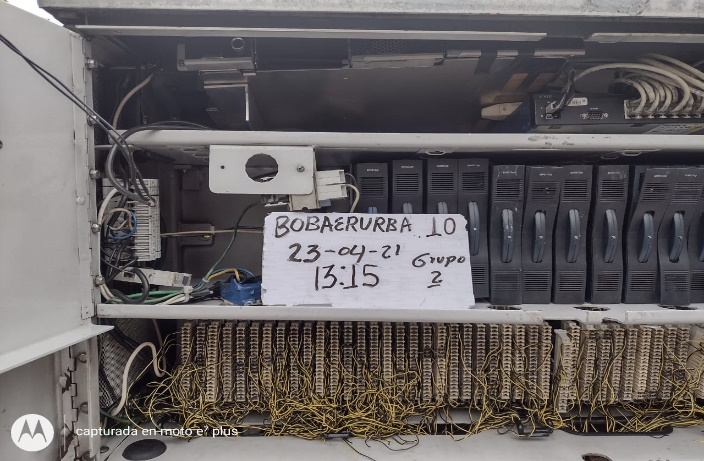 BOBAERURBA. 10
23-04-21
13:15
Grupo
2
capturada en moto e⁷ plus